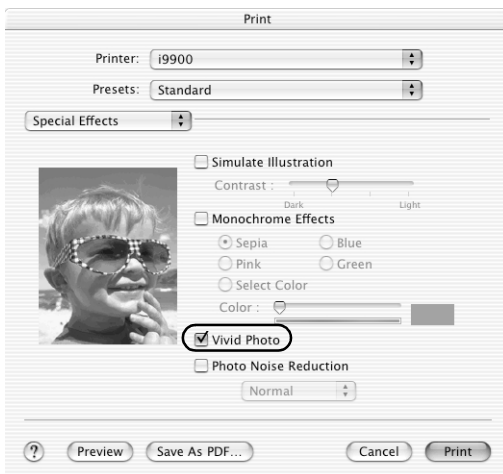 Print
Printer: i9900
Presets: Standard
Special Effects
Simulate Illustration
Contrast :
Dark Light
Monochrome Effects
Sepia Blue
Pink Green
Select Color
Color :
Vivid Photo
Photo Noise Reduction
Normal
? Preview Save As PDF... Cancel Print